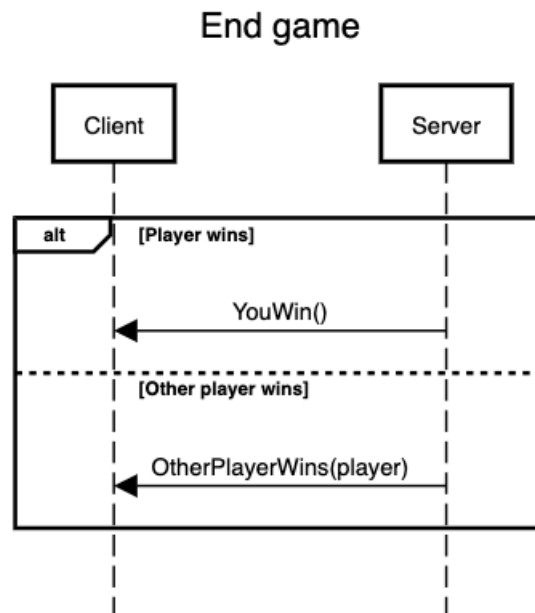 End game
Client
Server
alt
[Player wins]
YouWin()
[Other player wins]
OtherPlayerWins(player)